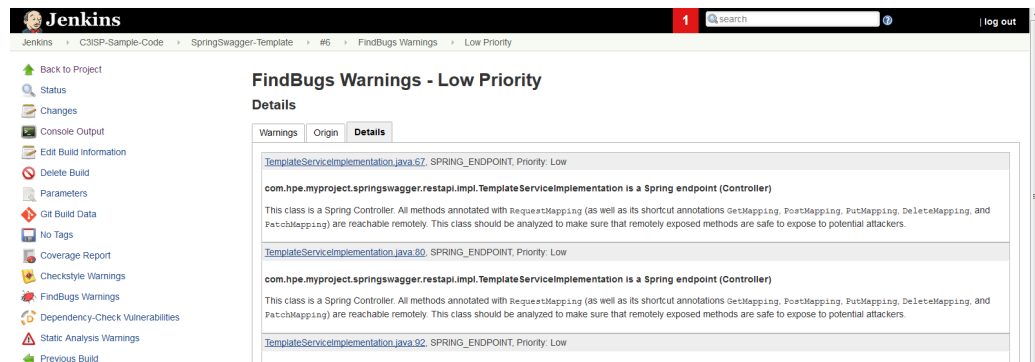 Jenkins
1
search
| log out
Jenkins › C3ISP-Sample-Code › SpringSwagger-Template › #6 › FindBugs Warnings › Low Priority
Back to Project
Status
Changes
Console Output
Edit Build Information
Delete Build
Parameters
Git Build Data
No Tags
Coverage Report
Checkstyle Warnings
FindBugs Warnings
Dependency-Check Vulnerabilities
Static Analysis Warnings
Previous Build
FindBugs Warnings - Low Priority
Details
Warnings Origin Details
TemplateServiceImplementation.java:67, SPRING_ENDPOINT, Priority: Low
com.hpe.myproject.springswagger.restapi.impl.TemplateServiceImplementation is a Spring endpoint (Controller)
This class is a Spring Controller. All methods annotated with RequestMapping (as well as its shortcut annotations GetMapping, PostMapping, PutMapping, DeleteMapping, and
PatchMapping) are reachable remotely. This class should be analyzed to make sure that remotely exposed methods are safe to expose to potential attackers.
TemplateServiceImplementation.java:80, SPRING_ENDPOINT, Priority: Low
com.hpe.myproject.springswagger.restapi.impl.TemplateServiceImplementation is a Spring endpoint (Controller)
This class is a Spring Controller. All methods annotated with RequestMapping (as well as its shortcut annotations GetMapping, PostMapping, PutMapping, DeleteMapping, and
PatchMapping) are reachable remotely. This class should be analyzed to make sure that remotely exposed methods are safe to expose to potential attackers.
TemplateServiceImplementation.java:92, SPRING_ENDPOINT, Priority: Low